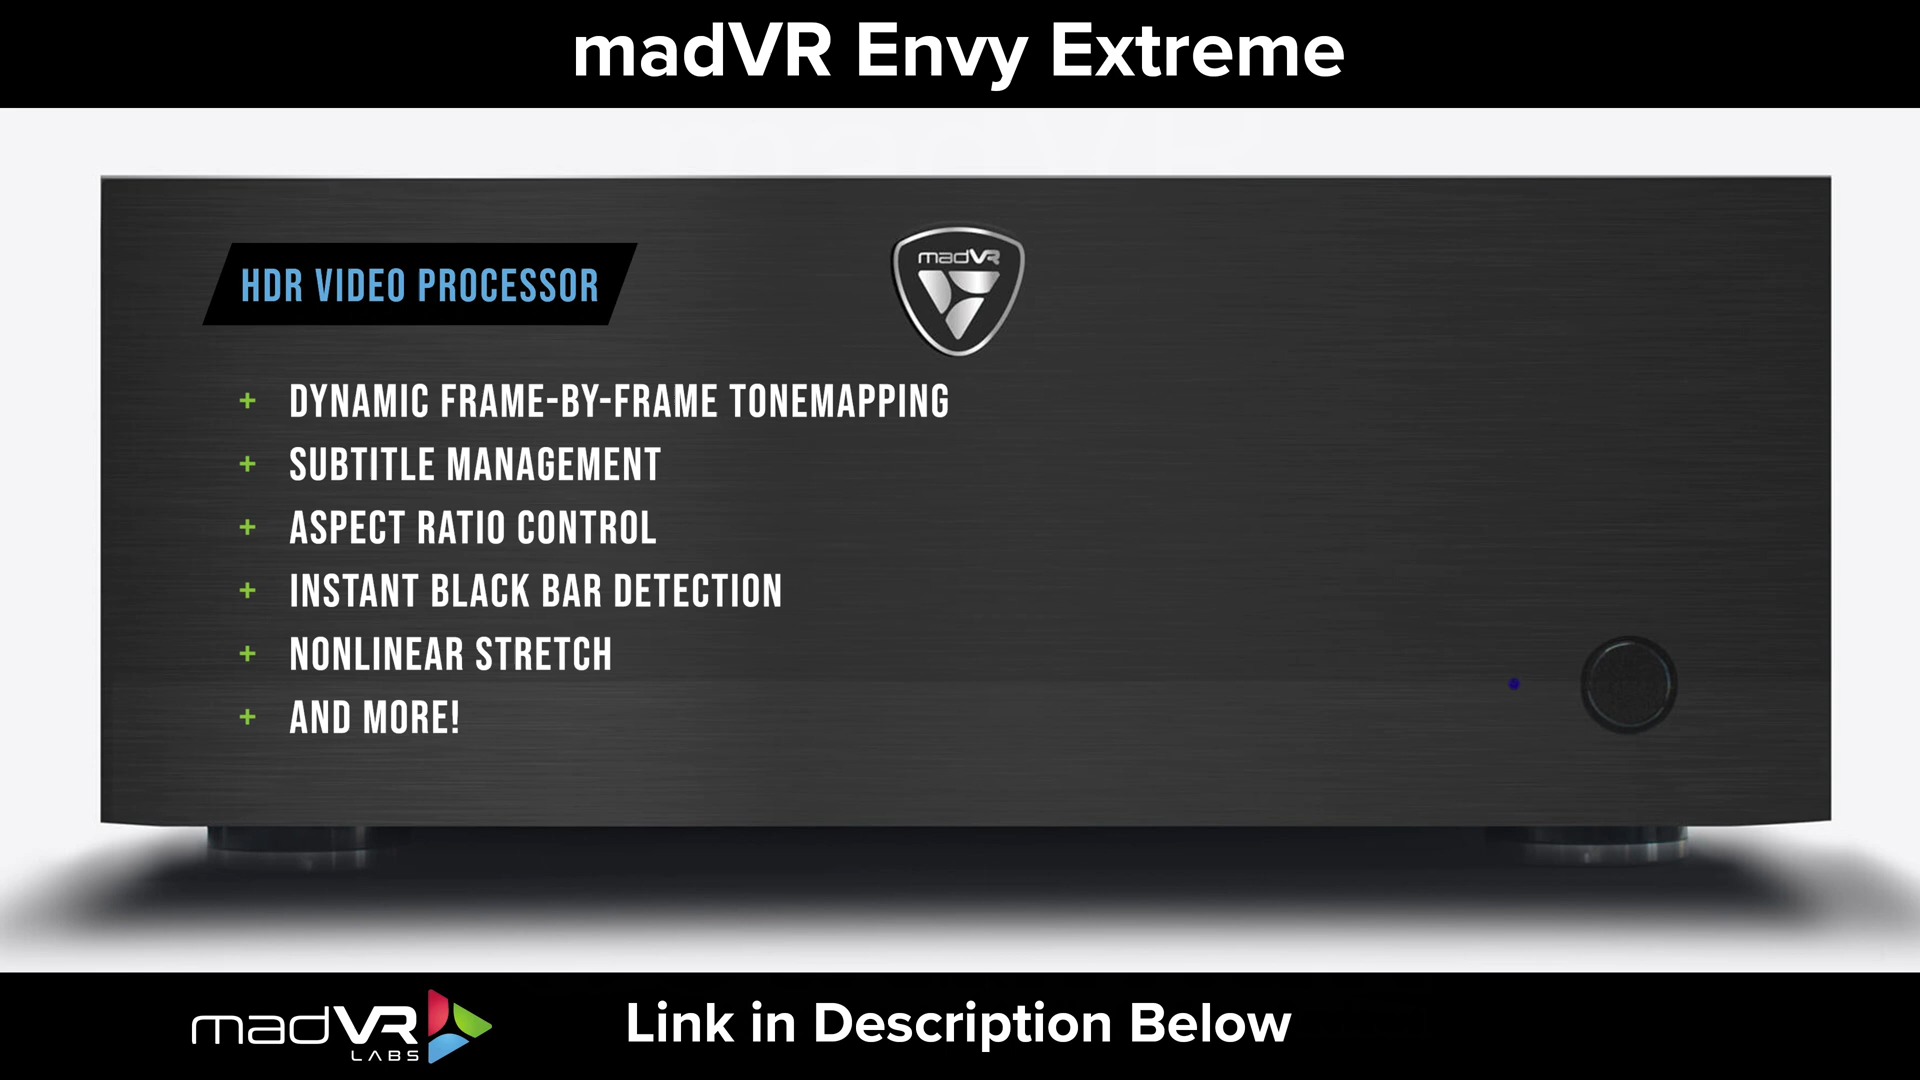 madVR Envy Extreme
madVR
madVR
HDR VIDEO PROCESSOR
+ DYNAMIC FRAME-BY-FRAME TONEMAPPING
+ SUBTITLE MANAGEMENT
+ ASPECT RATIO CONTROL
+ INSTANT BLACK BAR DETECTION
+ NONLINEAR STRETCH
+ AND MORE!
madVR
LABS
Link in Description Below